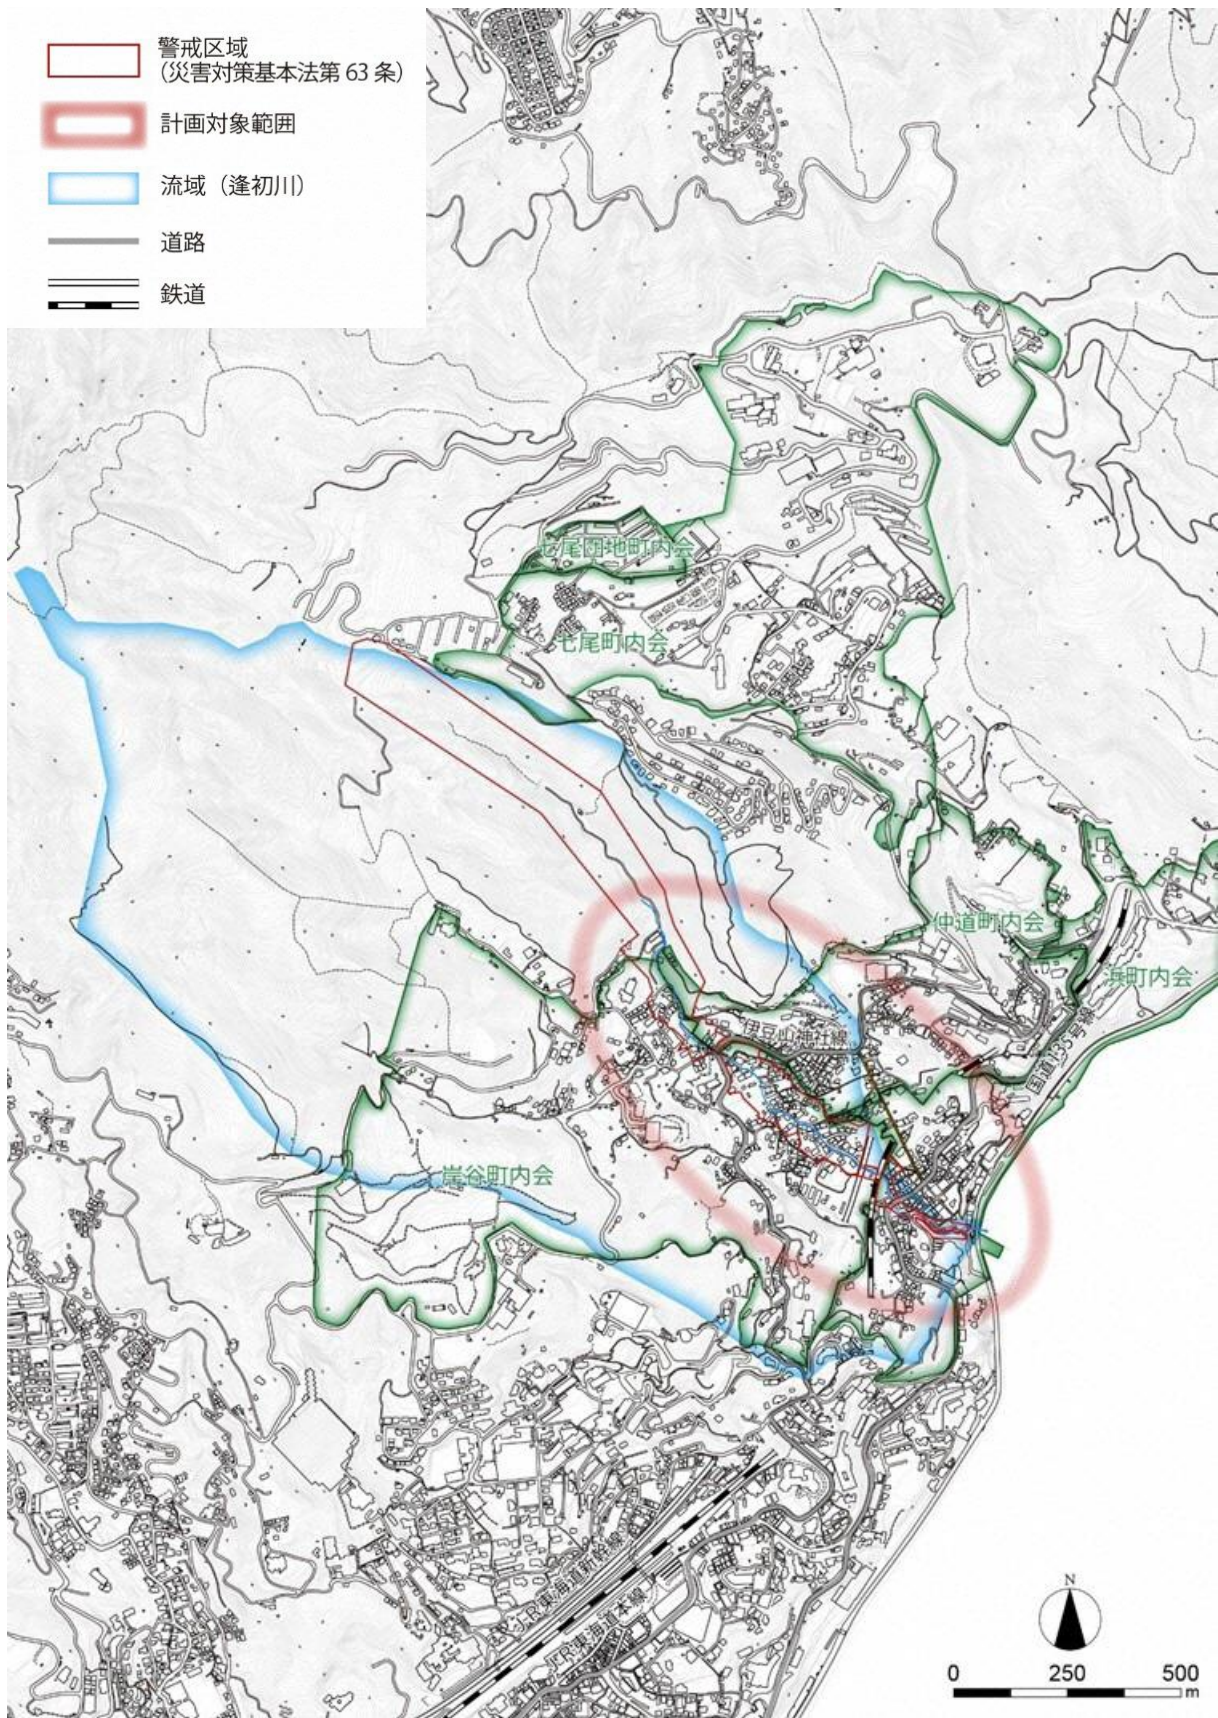 警戒区域
(災害対策基本法第 63 条)
計画対象範囲
流域（逢初川）
道路
鉄道
七尾団地町内会
七尾町内会
仲道町内会
浜町内会
伊豆山神社線
国道135号線
岸谷町内会
JR東海道新幹線
JR東海道本線
N
0 250 500
m